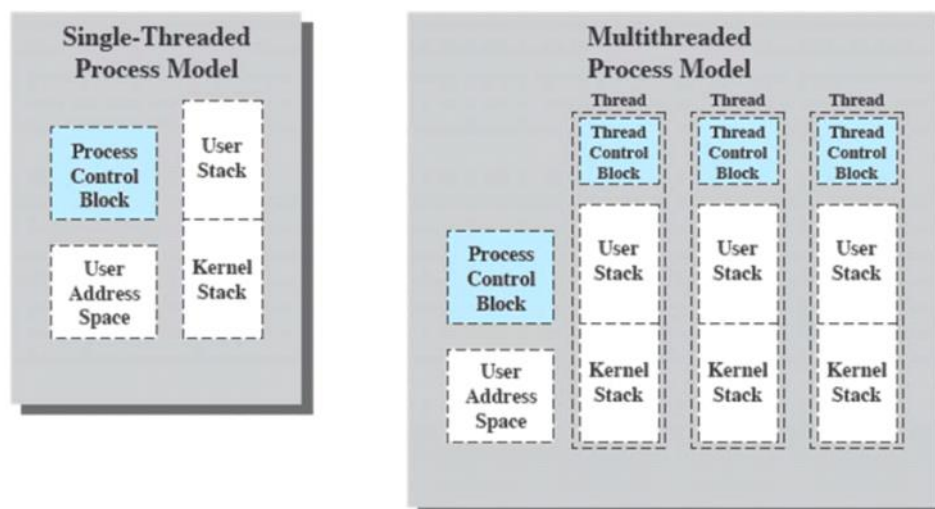 Single-Threaded
Process Model
Process
Control
Block
User
Address
Space
User
Stack
Kernel
Stack
Multithreaded
Process Model
Process
Control
Block
User
Address
Space
Thread
Thread
Control
Block
User
Stack
Kernel
Stack
Thread
Thread
Control
Block
User
Stack
Kernel
Stack
Thread
Thread
Control
Block
User
Stack
Kernel
Stack